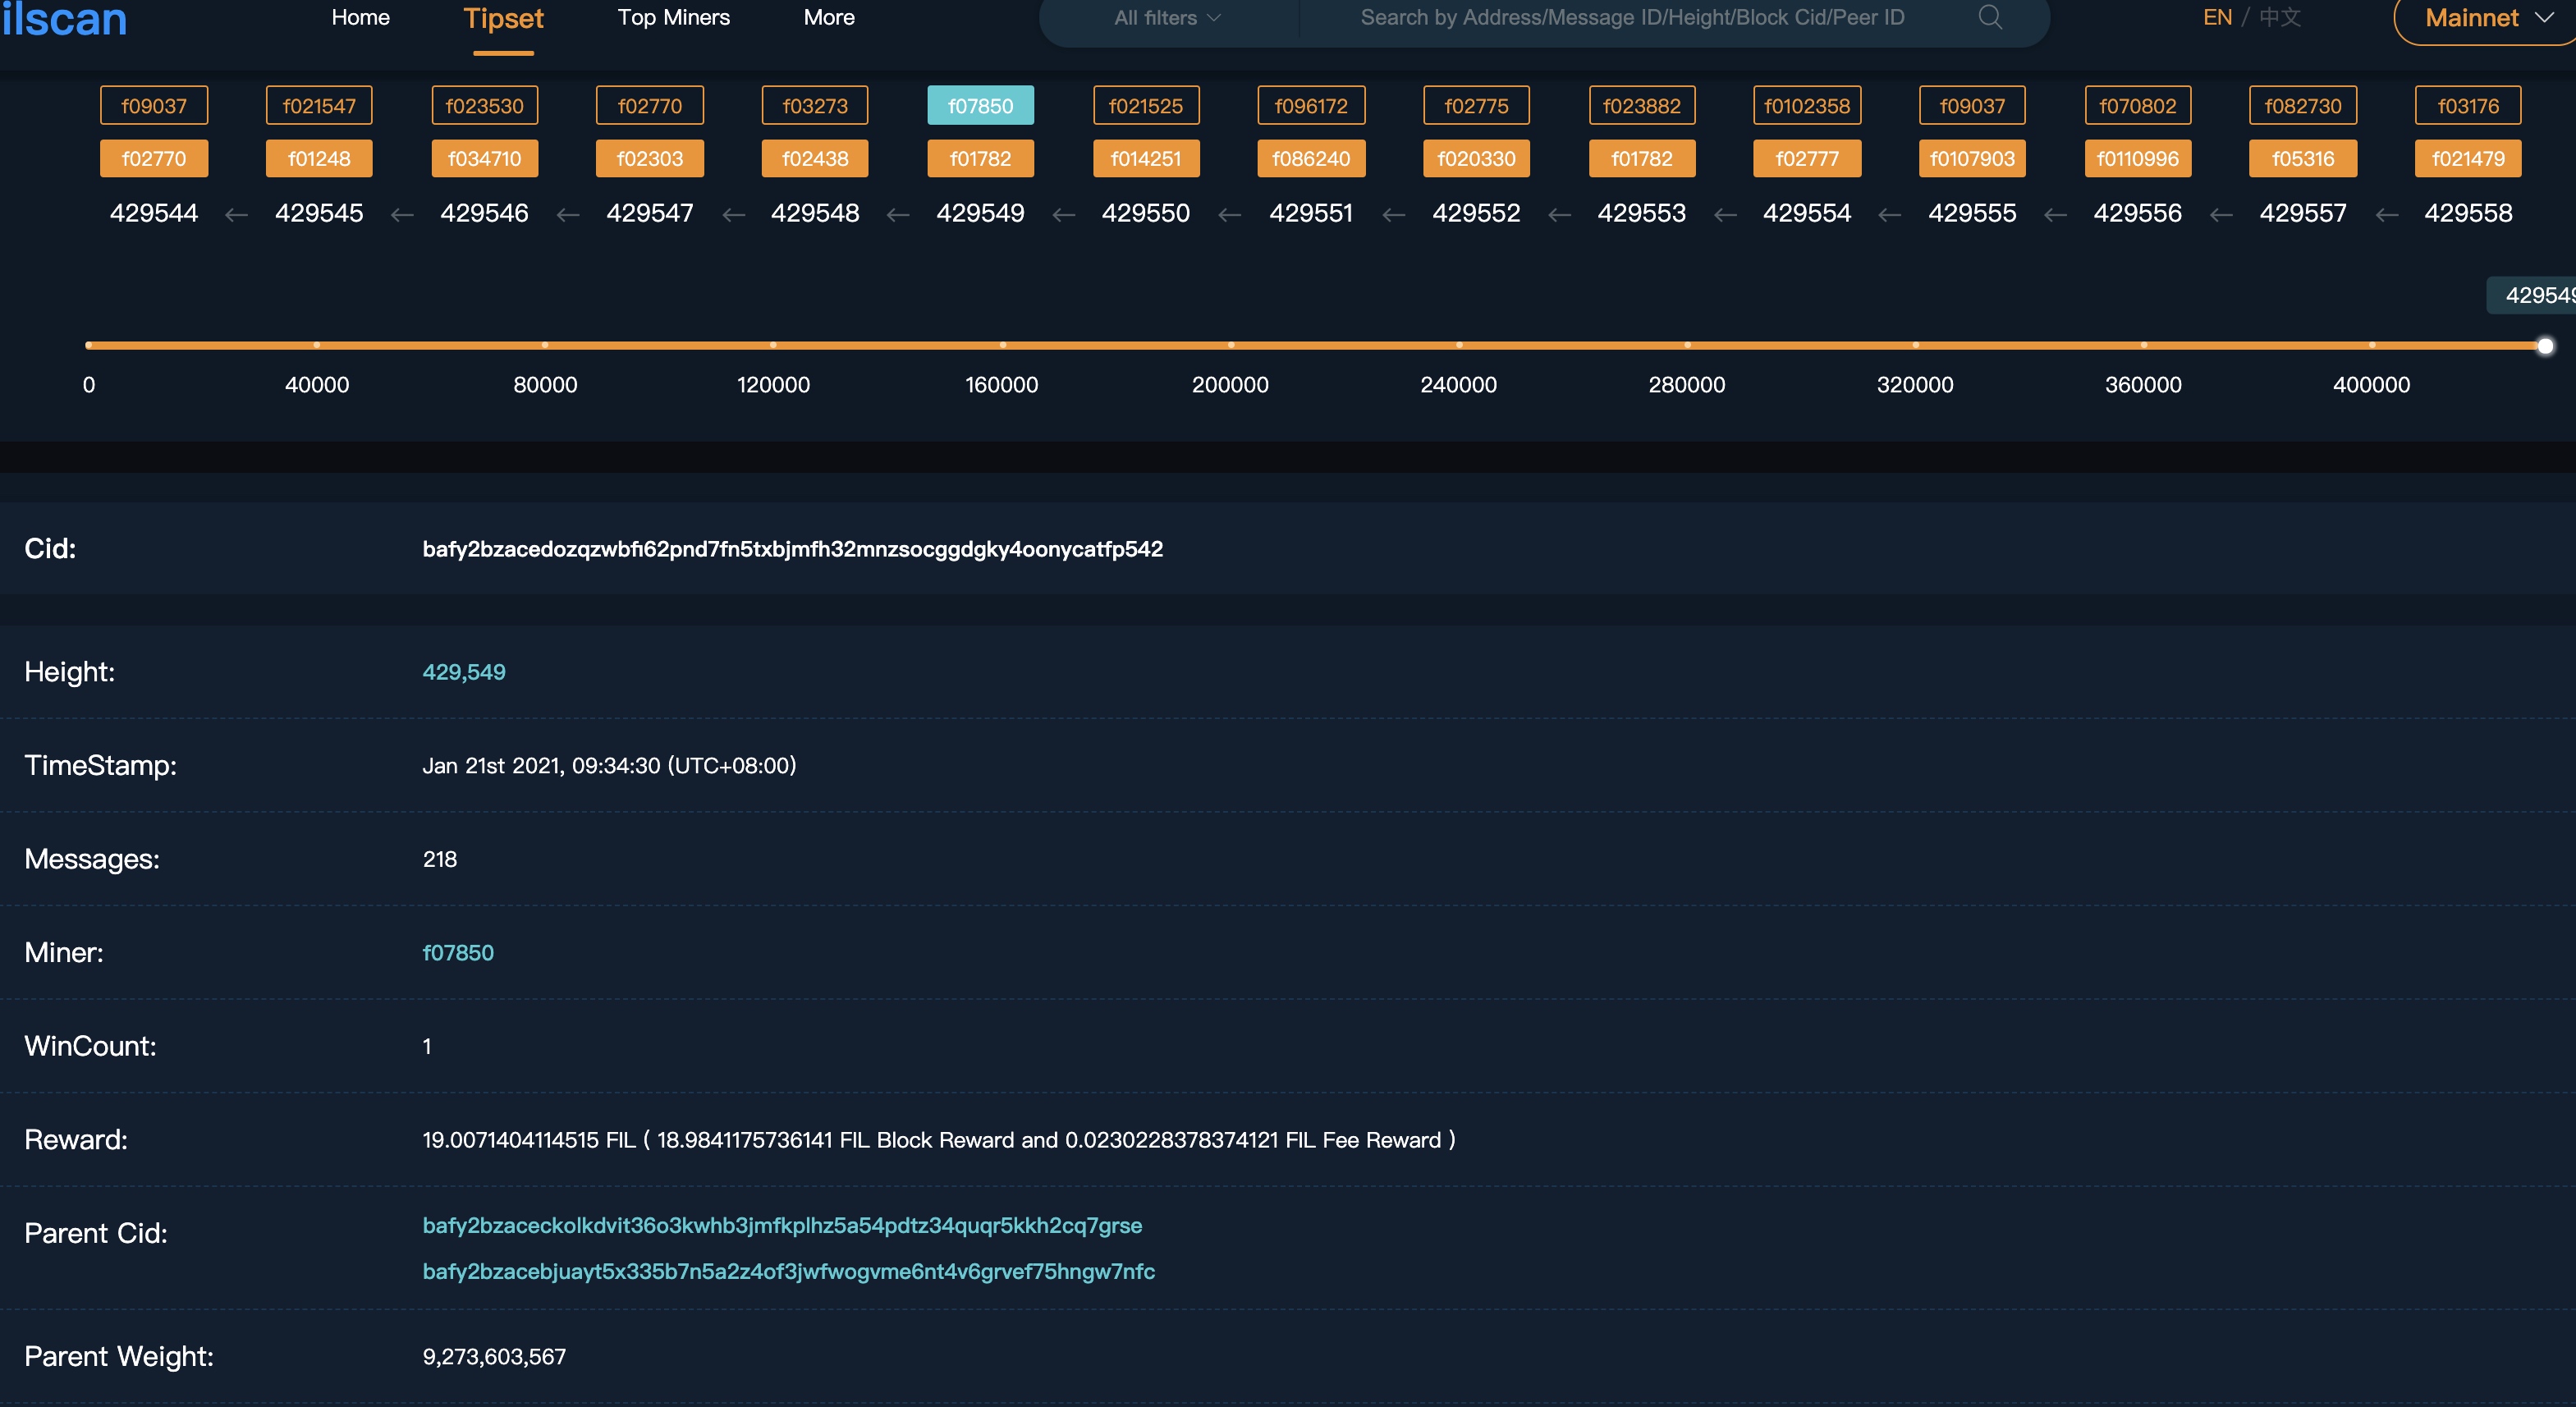 ilscan Home Tipset Top Miners More All filters Search by Address/Message ID/Height/Block Cid/Peer ID EN / 中文 Mainnet
f09037 f021547 f023530 f02770 f03273 f07850 f021525 f096172 f02775 f023882 f0102358 f09037 f070802 f082730 f03176
f02770 f01248 f034710 f02303 f02438 f01782 f014251 f086240 f020330 f01782 f02777 f0107903 f0110996 f05316 f021479
429544 ← 429545 ← 429546 ← 429547 ← 429548 ← 429549 ← 429550 ← 429551 ← 429552 ← 429553 ← 429554 ← 429555 ← 429556 ← 429557 ← 429558
429549
0 40000 80000 120000 160000 200000 240000 280000 320000 360000 400000
Cid: bafy2bzacedozqzwbfi62pnd7fn5txbjmfh32mnzsocggdgky4oonycatfp542
Height: 429,549
TimeStamp: Jan 21st 2021, 09:34:30 (UTC+08:00)
Messages: 218
Miner: f07850
WinCount: 1
Reward: 19.0071404114515 FIL ( 18.9841175736141 FIL Block Reward and 0.0230228378374121 FIL Fee Reward )
Parent Cid: bafy2bzaceckolkdvit36o3kwhb3jmfkplhz5a54pdtz34quqr5kkh2cq7grse
bafy2bzacebjuayt5x335b7n5a2z4of3jwfwogvme6nt4v6grvef75hngw7nfc
Parent Weight: 9,273,603,567